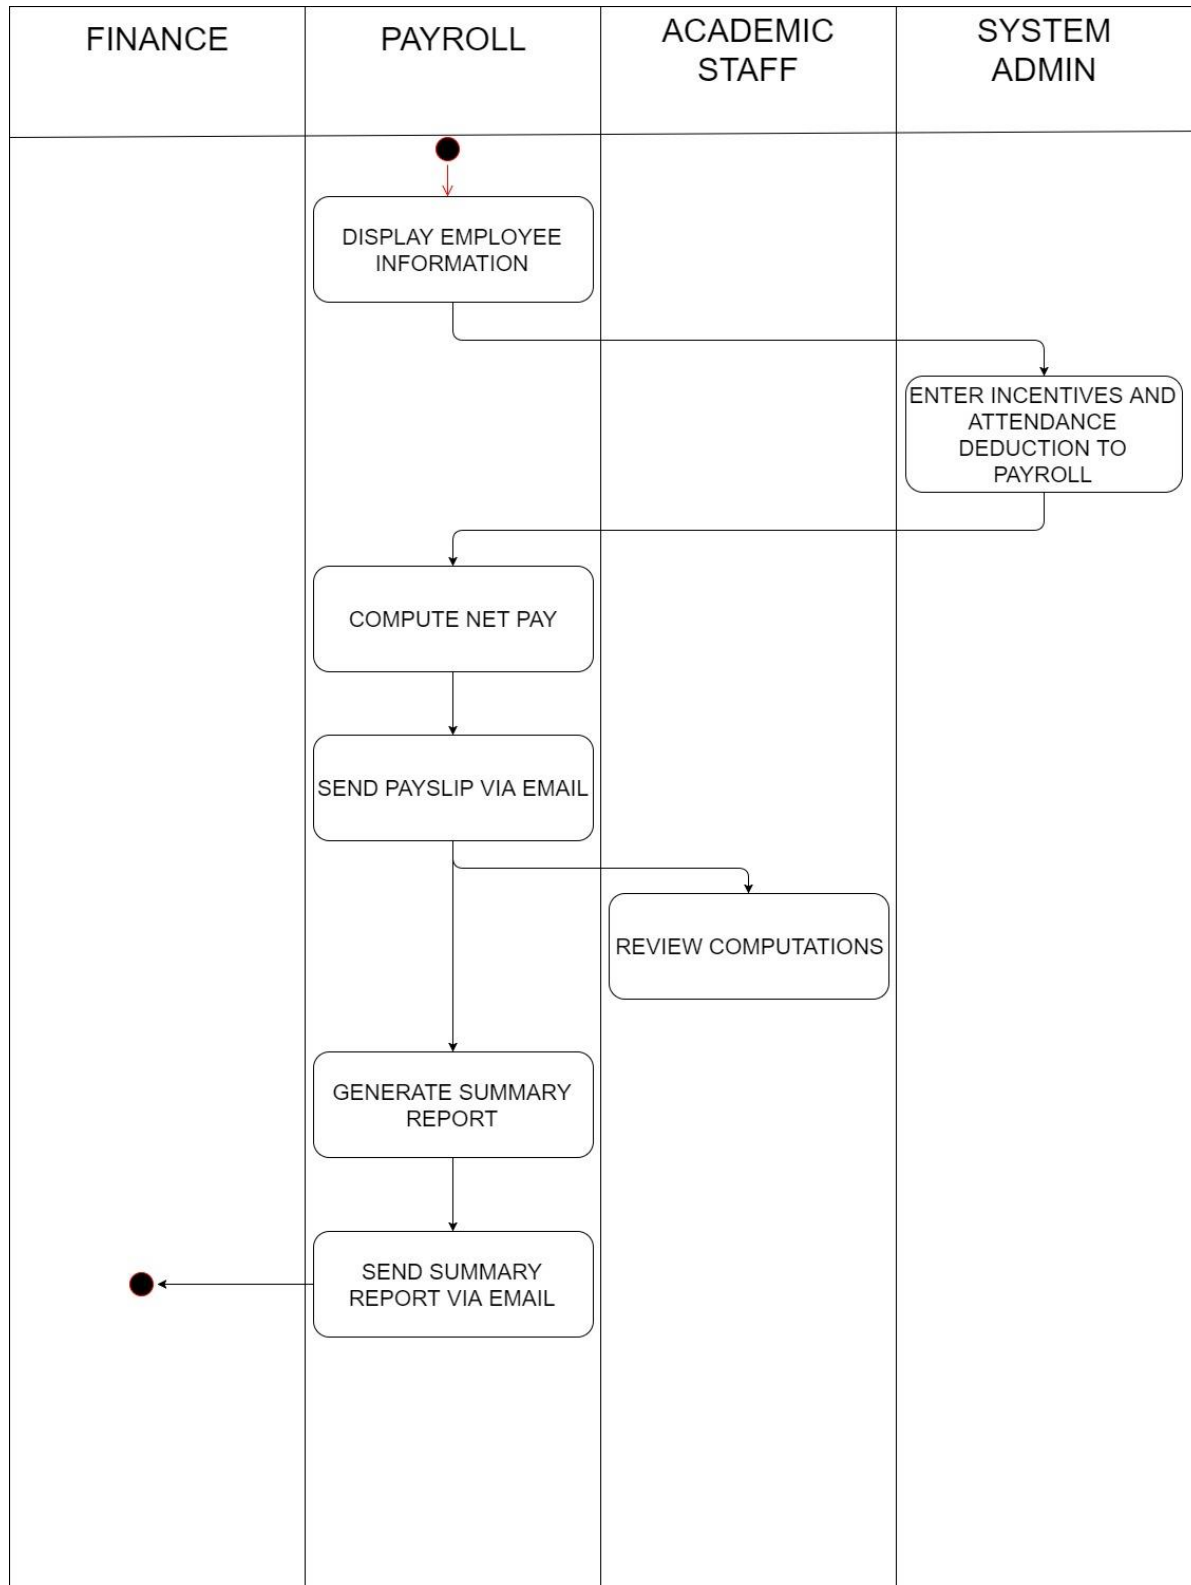 FINANCE
PAYROLL
ACADEMIC
STAFF
SYSTEM
ADMIN
DISPLAY EMPLOYEE
INFORMATION
ENTER INCENTIVES AND
ATTENDANCE
DEDUCTION TO
PAYROLL
COMPUTE NET PAY
SEND PAYSLIP VIA EMAIL
REVIEW COMPUTATIONS
GENERATE SUMMARY
REPORT
SEND SUMMARY
REPORT VIA EMAIL